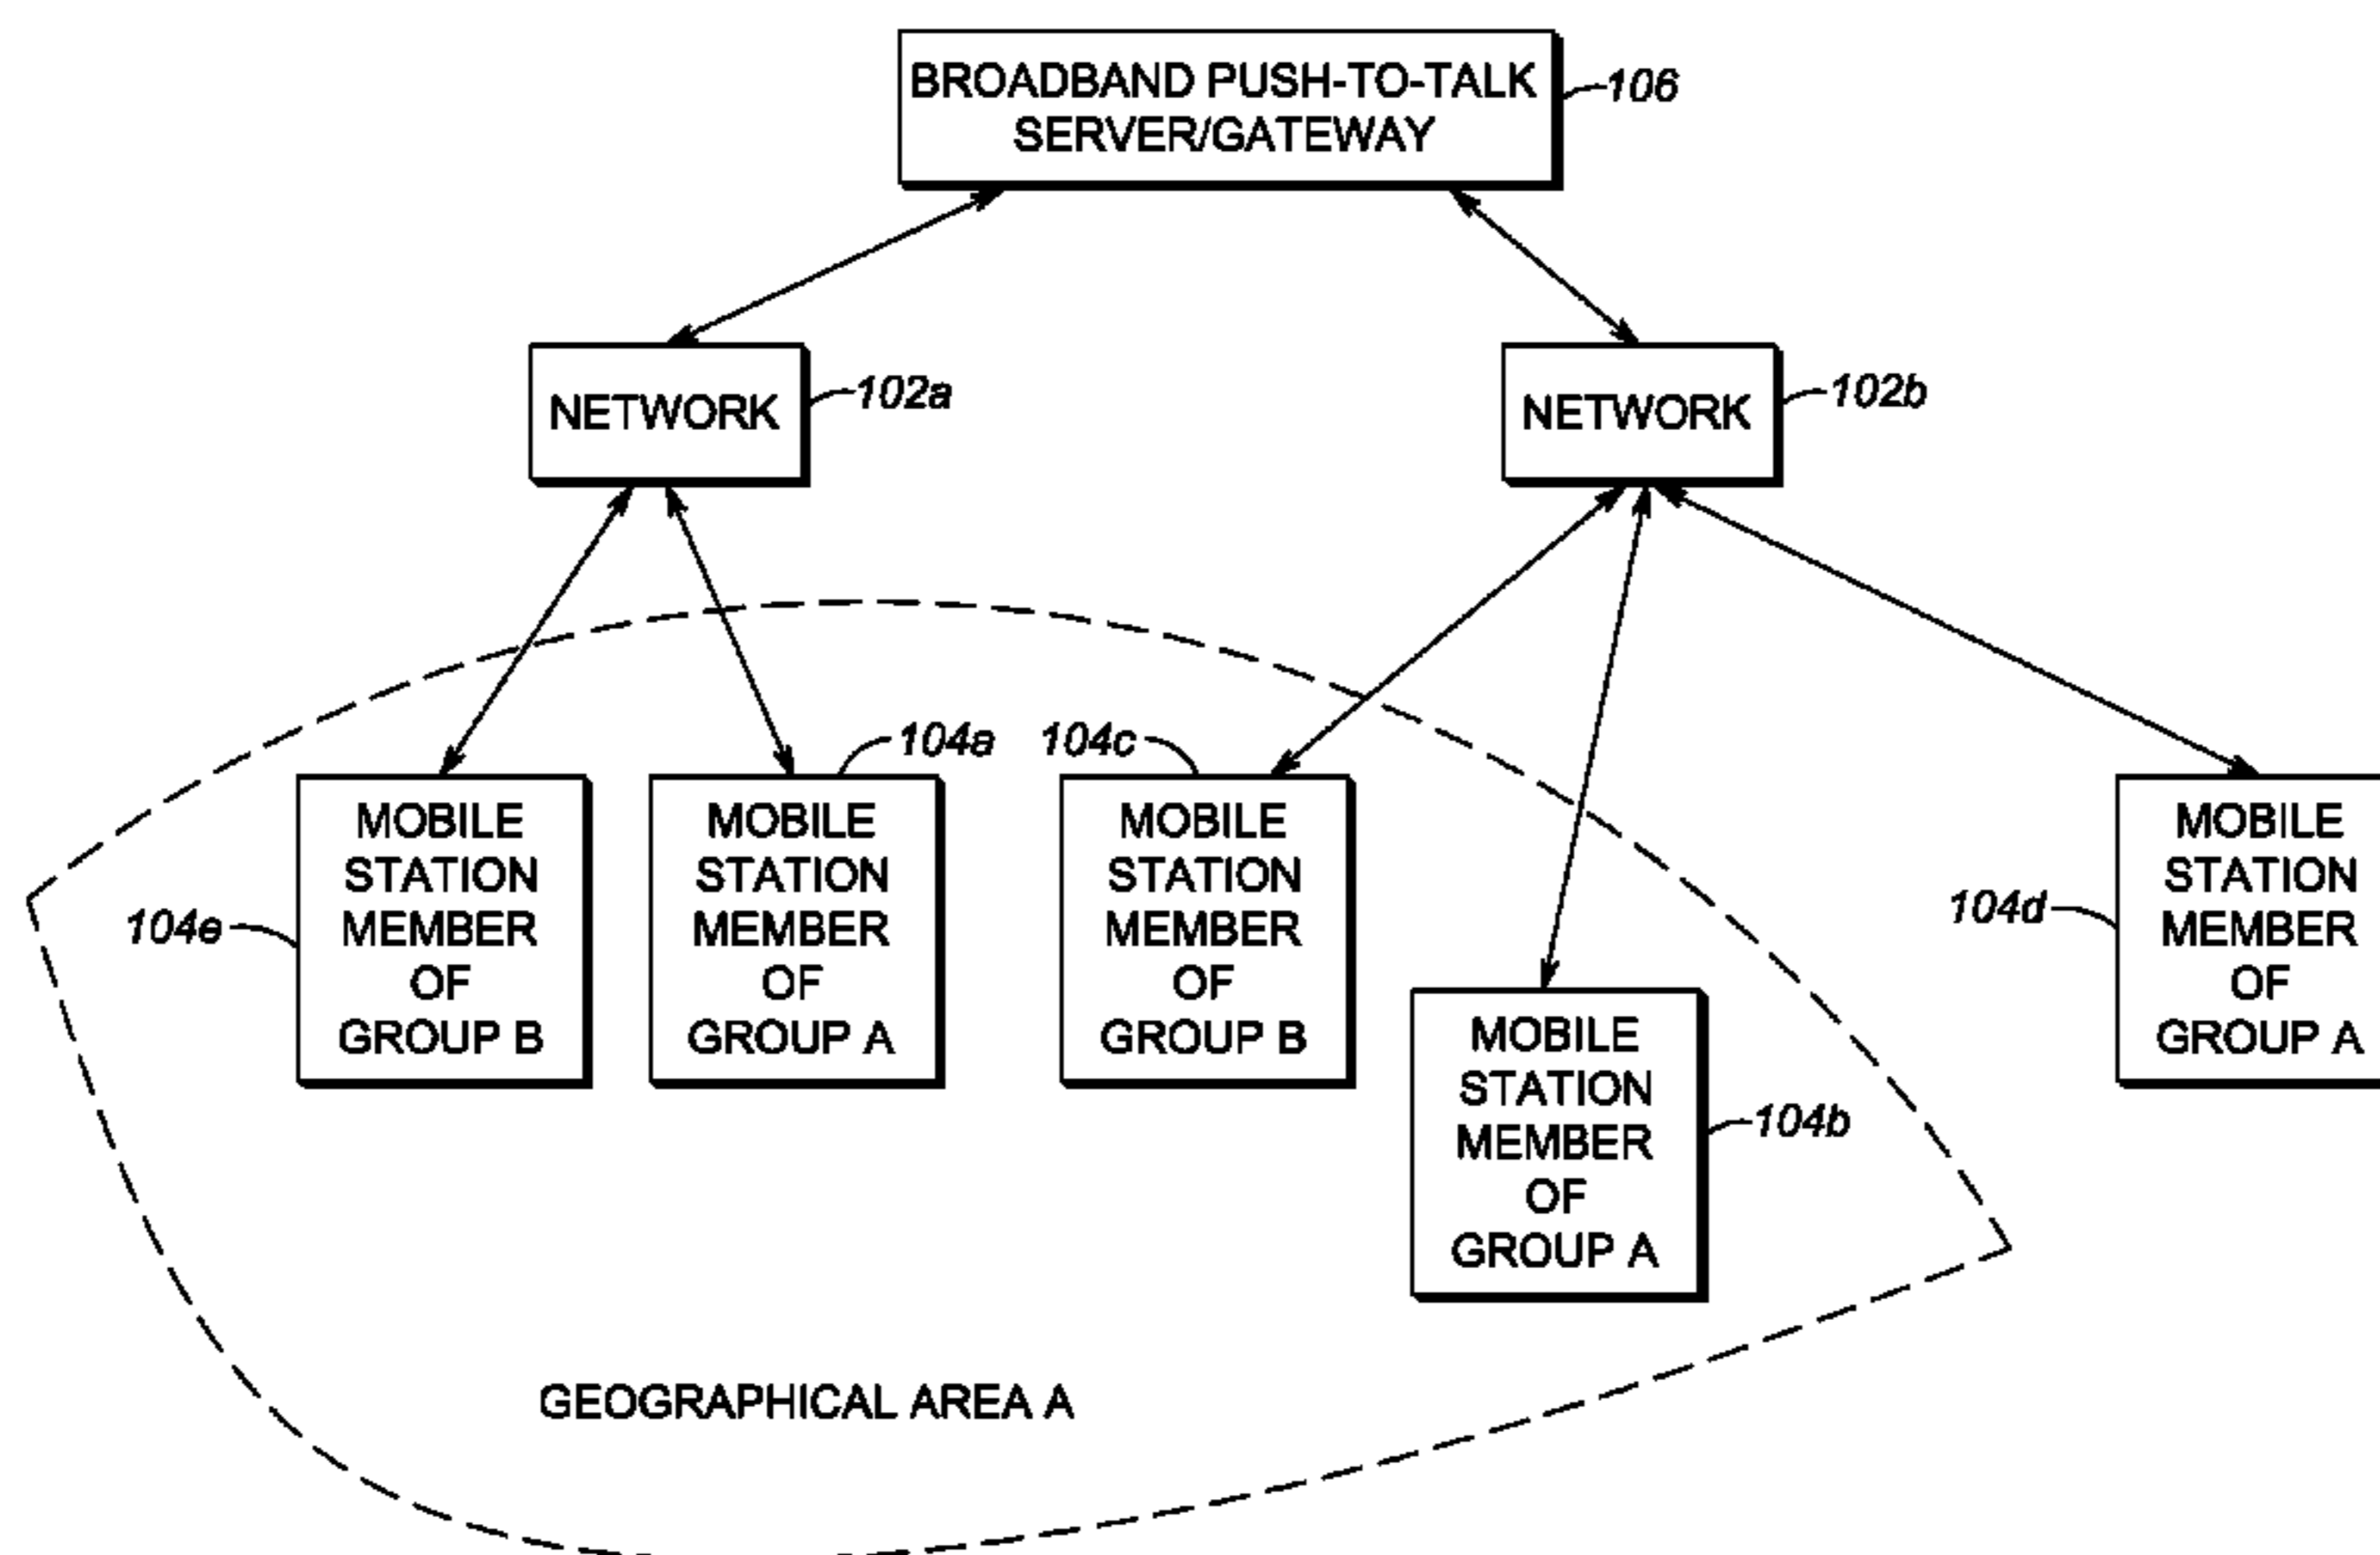 BROADBAND PUSH-TO-TALK
SERVER/GATEWAY
106
NETWORK
102a
NETWORK
102b
104a
104c
MOBILE
STATION
MEMBER
OF
GROUP B
104e
MOBILE
STATION
MEMBER
OF
GROUP A
MOBILE
STATION
MEMBER
OF
GROUP B
MOBILE
STATION
MEMBER
OF
GROUP A
104b
104d
MOBILE
STATION
MEMBER
OF
GROUP A
GEOGRAPHICAL AREA A